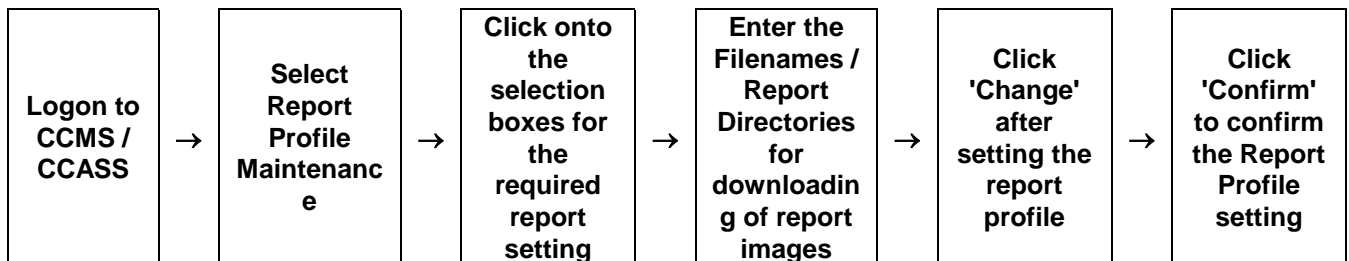 Logon to
CCMS /
CCASS
→
Select
Report
Profile
Maintenanc
e
→
Click onto
the
selection
boxes for
the
required
report
setting
→
Enter the
Filenames /
Report
Directories
for
downloadin
g of report
images
→
Click
'Change'
after
setting the
report
profile
→
Click
'Confirm'
to confirm
the Report
Profile
setting